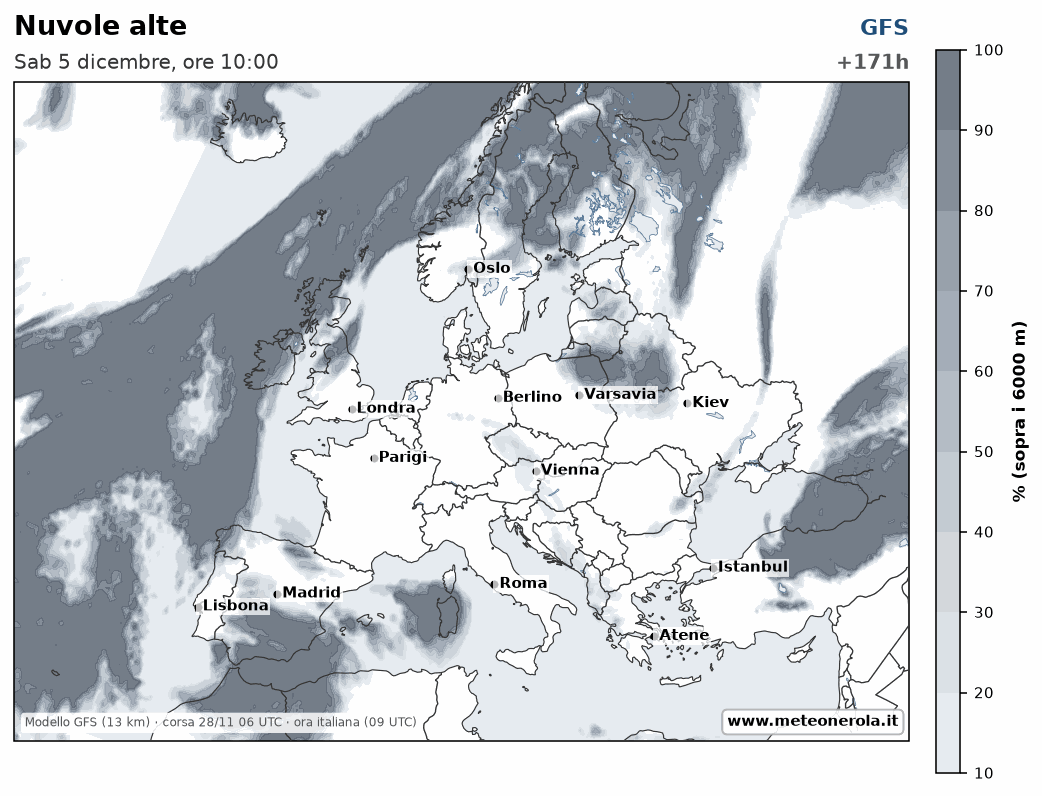 Nuvole alte
GFS
Sab 5 dicembre, ore 10:00
+171h
100
90
80
70
60
50
40
30
20
10
% (sopra i 6000 m)
Oslo
Berlino
Varsavia
Kiev
Londra
Parigi
Vienna
Istanbul
Roma
Madrid
Lisbona
Atene
Modello GFS (13 km) · corsa 28/11 06 UTC · ora italiana (09 UTC)
www.meteonerola.it